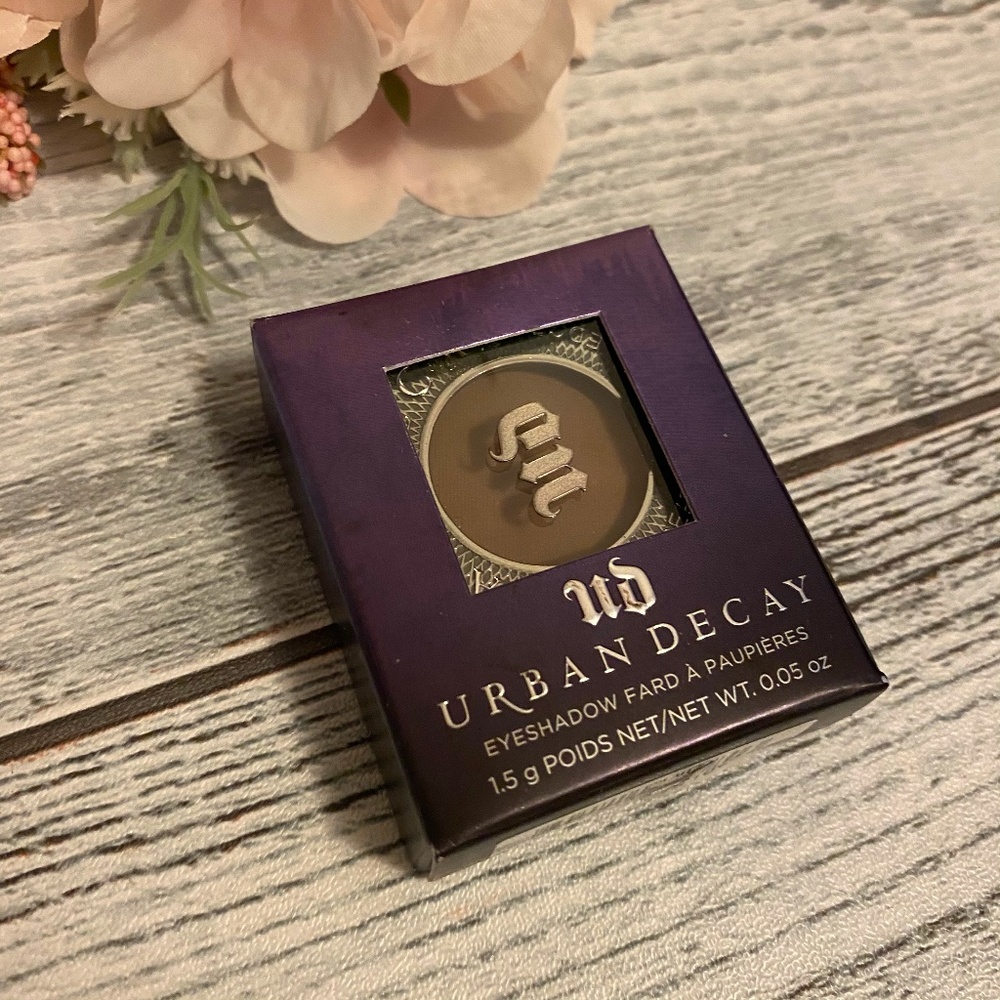 UD
URBAN DECAY
EYESHADOW FARD À PAUPIÈRES
1.5 g POIDS NET/NET WT. 0.05 oz